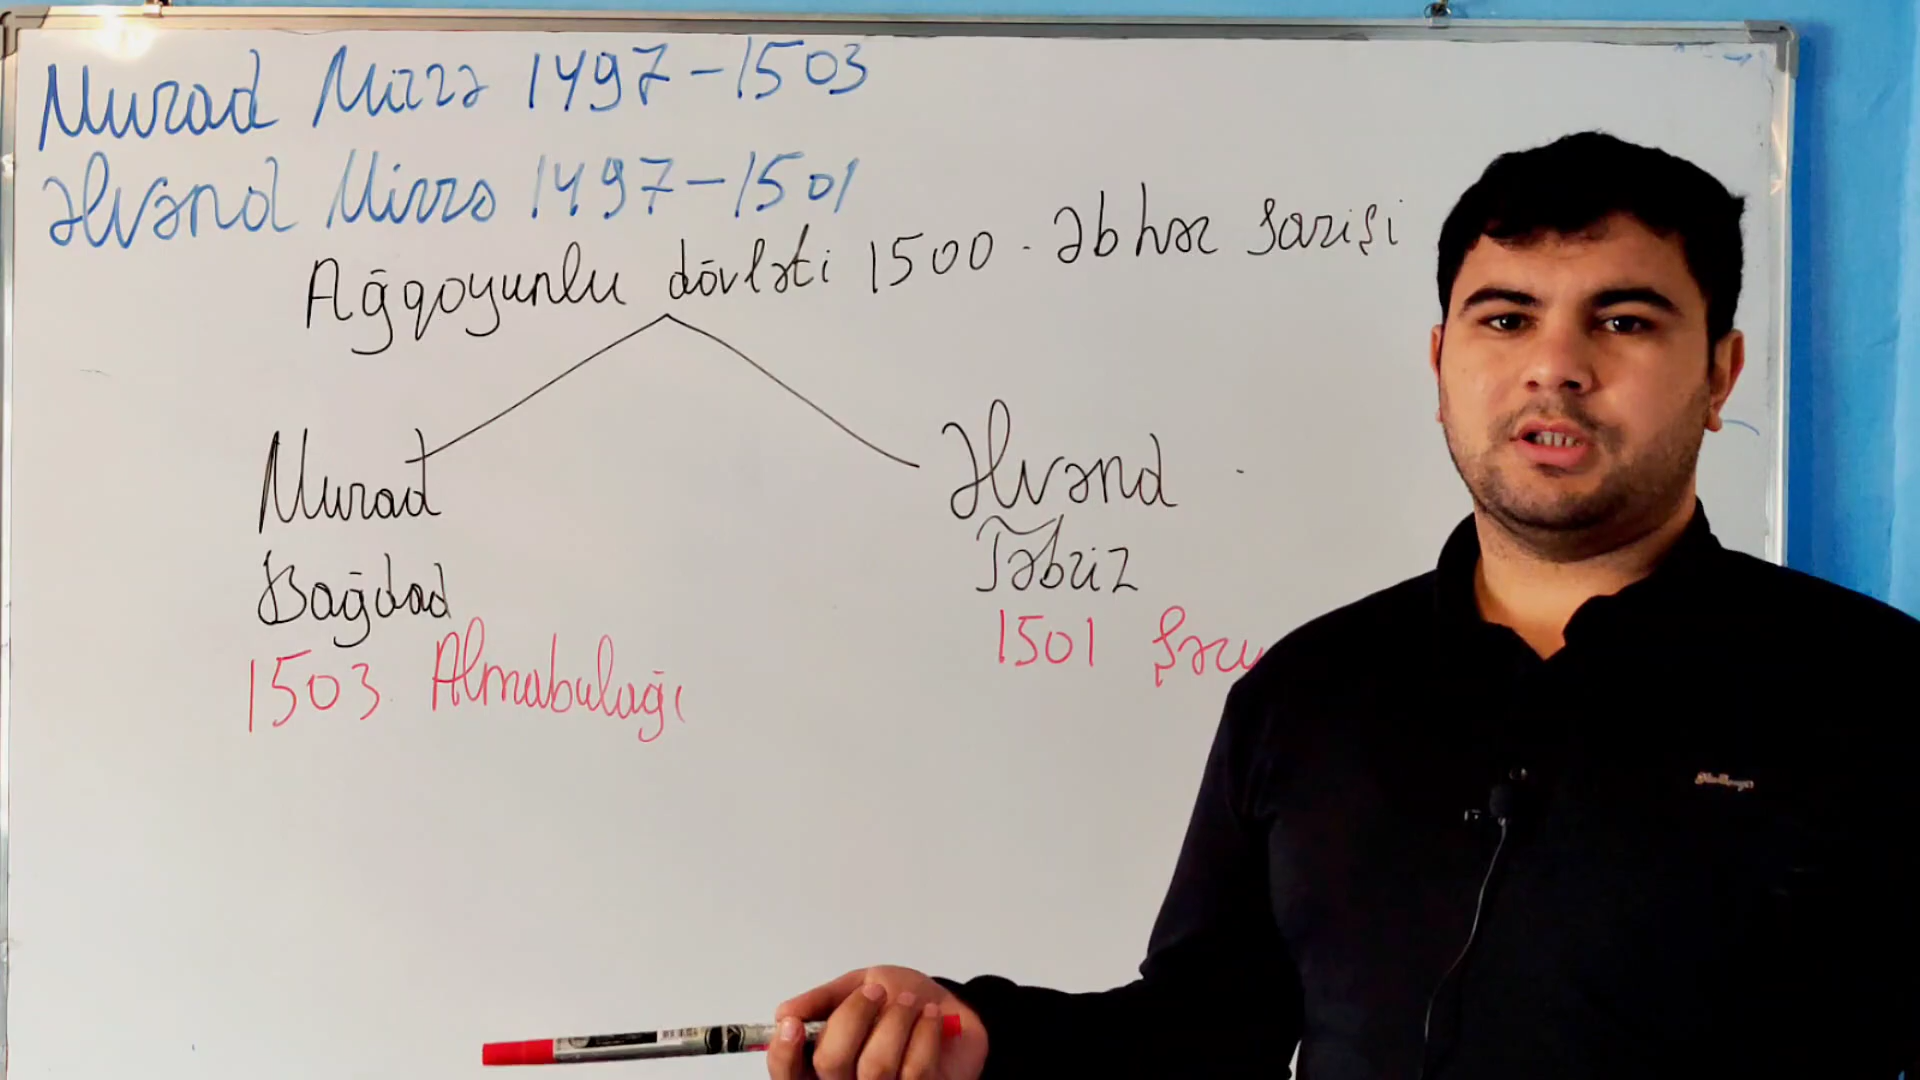 Murad Mirzə 1497-1503
Əlvənd Mirzə 1497-1501
Ağqoyunlu dövləti 1500. Əbhər Sazişi
Murad
Bağdad
1503. Almabulağı
Əlvənd
Təbriz
1501 Şəru